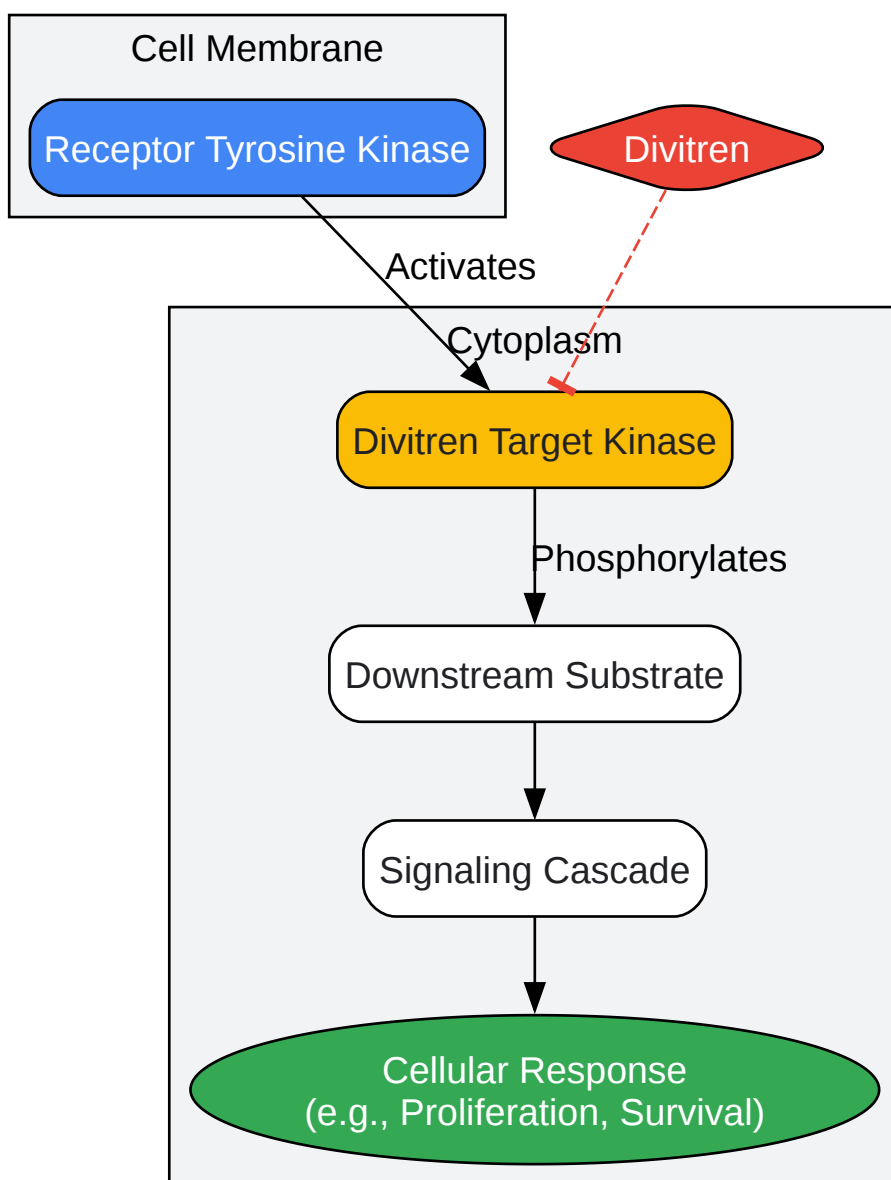 Cell Membrane
Receptor Tyrosine Kinase
Divitren
Activates
Cytoplasm
Divitren Target Kinase
Phosphorylates
Downstream Substrate
Signaling Cascade
Cellular Response
(e.g., Proliferation, Survival)